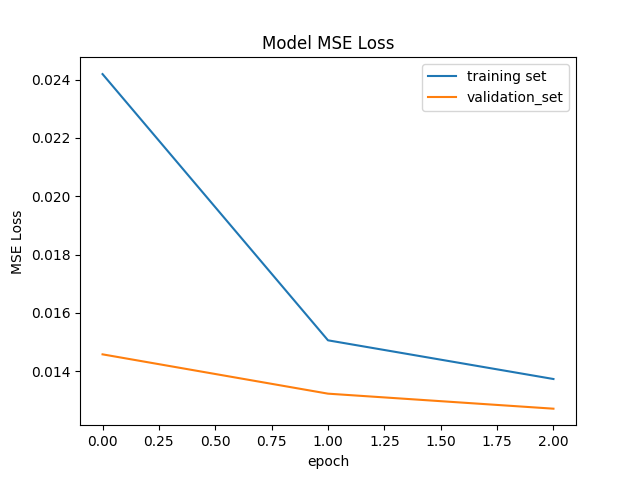 Model MSE Loss
training set
validation_set
MSE Loss
0.024
0.022
0.020
0.018
0.016
0.014
0.00 0.25 0.50 0.75 1.00 1.25 1.50 1.75 2.00
epoch